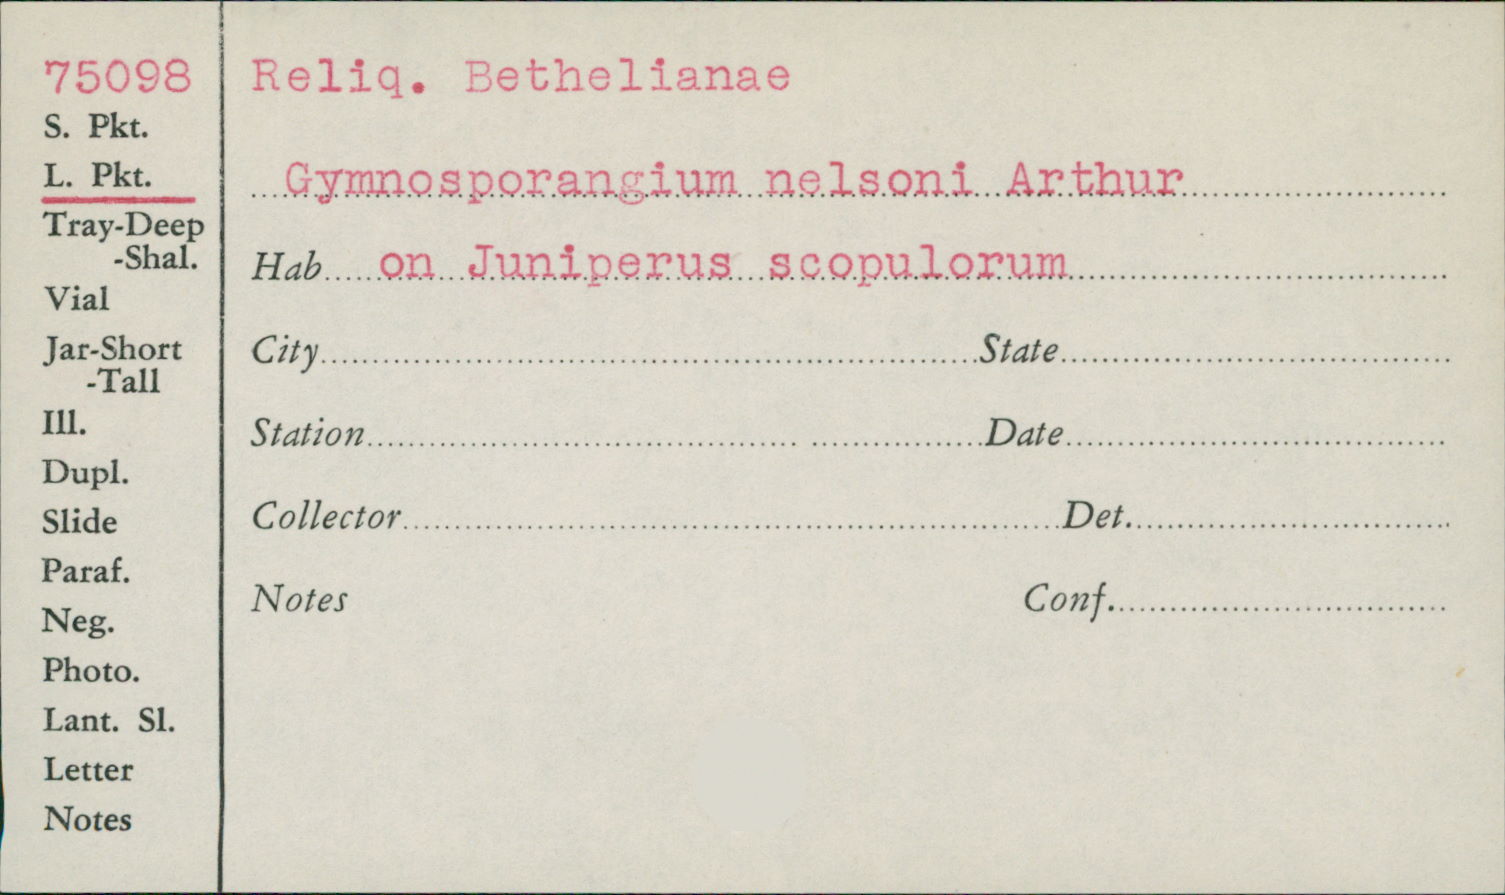 75098
S. Pkt.
L. Pkt.
Tray-Deep
-Shal.
Vial
Jar-Short
-Tall
Ill.
Dupl.
Slide
Paraf.
Neg.
Photo.
Lant. Sl.
Letter
Notes
Reliq. Bethelianae
Gymnosporangium nelsoni Arthur
Hab on Juniperus scopulorum
City State
Station Date
Collector Det.
Notes Conf.